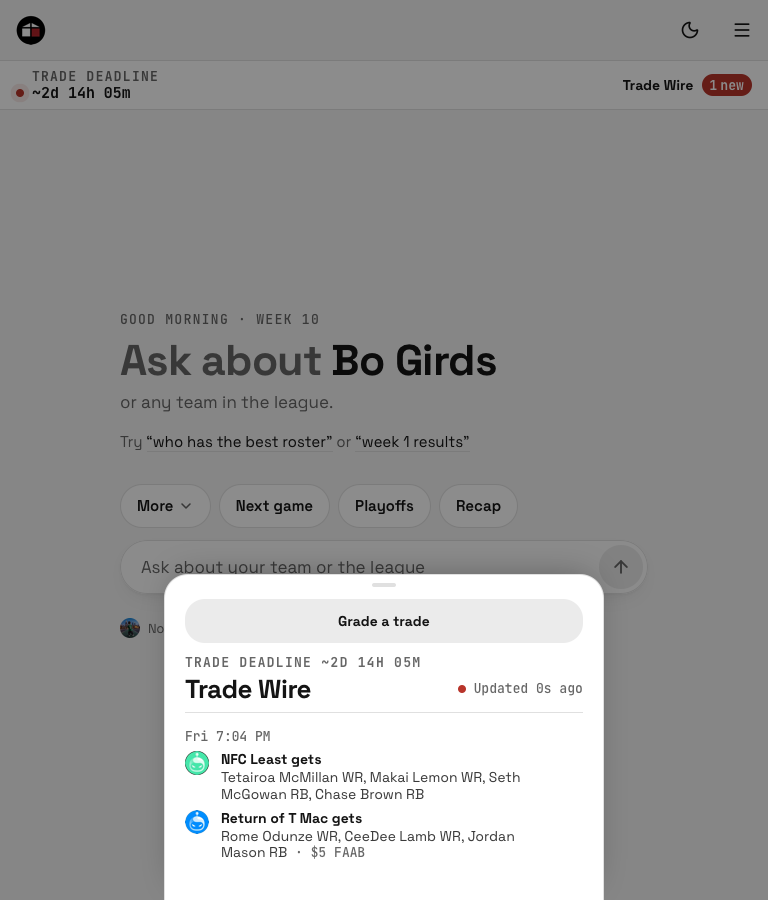 TRADE DEADLINE
~2d 14h 05m
Trade Wire 1 new
GOOD MORNING · WEEK 10
Ask about Bo Girds
or any team in the league.
Try “who has the best roster” or “week 1 results”
More Next game Playoffs Recap
Ask about your team or the league
No
Grade a trade
TRADE DEADLINE ~2D 14H 05M
Trade Wire Updated 0s ago
Fri 7:04 PM
NFC Least gets
Tetairoa McMillan WR, Makai Lemon WR, Seth
McGowan RB, Chase Brown RB
Return of T Mac gets
Rome Odunze WR, CeeDee Lamb WR, Jordan
Mason RB · $5 FAAB